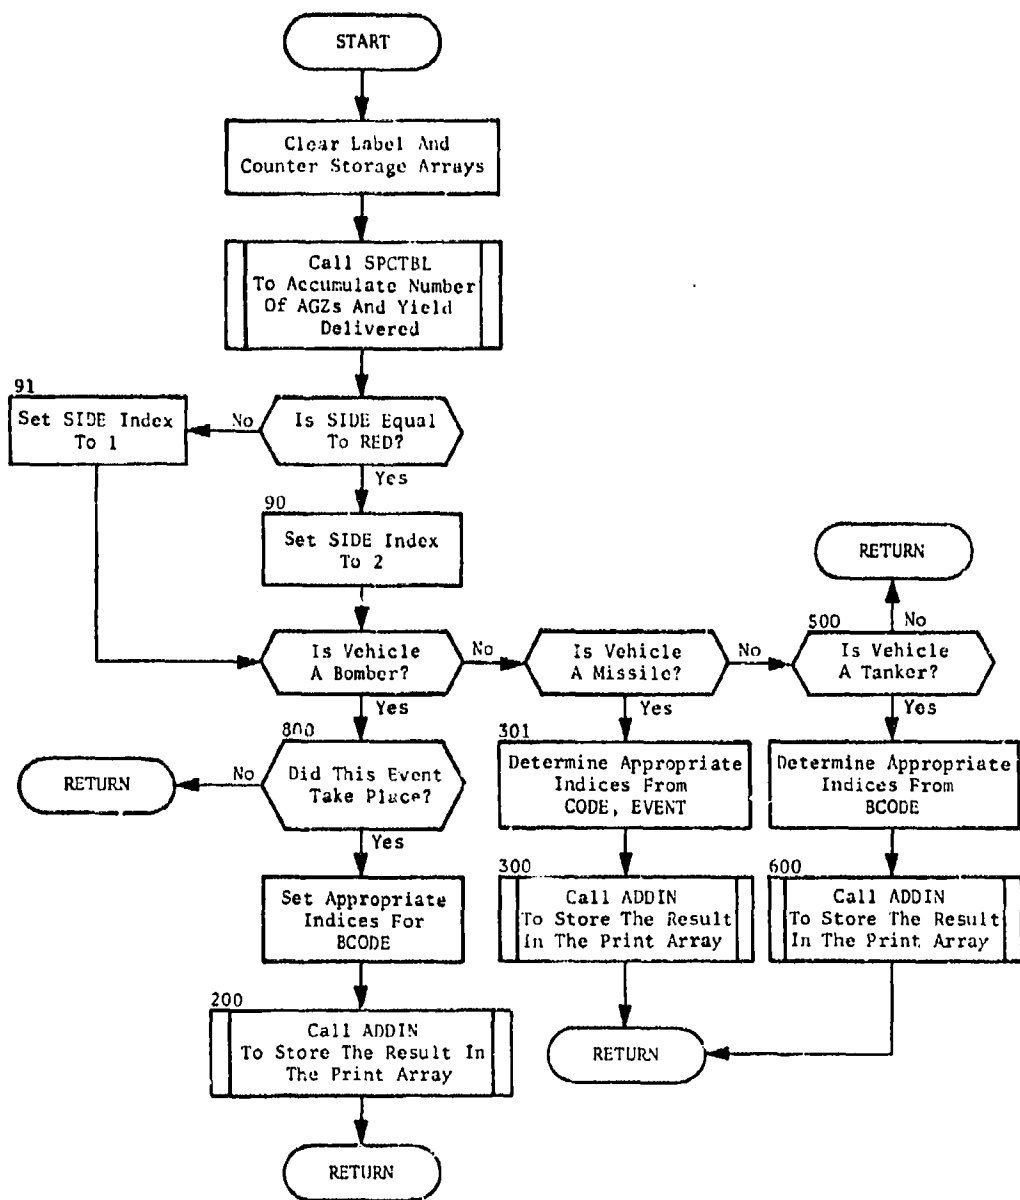 START
Clear Label And
Counter Storage Arrays
Call SPCTBL
To Accumulate Number
Of AGZs And Yield
Delivered
91
Set SIDE Index
To 1
No
Is SIDE Equal
To RED?
Yes
90
Set SIDE Index
To 2
RETURN
No
500
Is Vehicle
A Bomber?
No
Is Vehicle
A Missile?
No
Is Vehicle
A Tanker?
Yes
Yes
Yes
800
RETURN
No
Did This Event
Take Place?
Yes
301
Determine Appropriate
Indices From
CODE, EVENT
Determine Appropriate
Indices From
BCODE
Set Appropriate
Indices For
BCODE
300
Call ADDIN
To Store The Result
In The Print Array
600
Call ADDIN
To Store The Result
In The Print Array
200
Call ADDIN
To Store The Result In
The Print Array
RETURN
RETURN